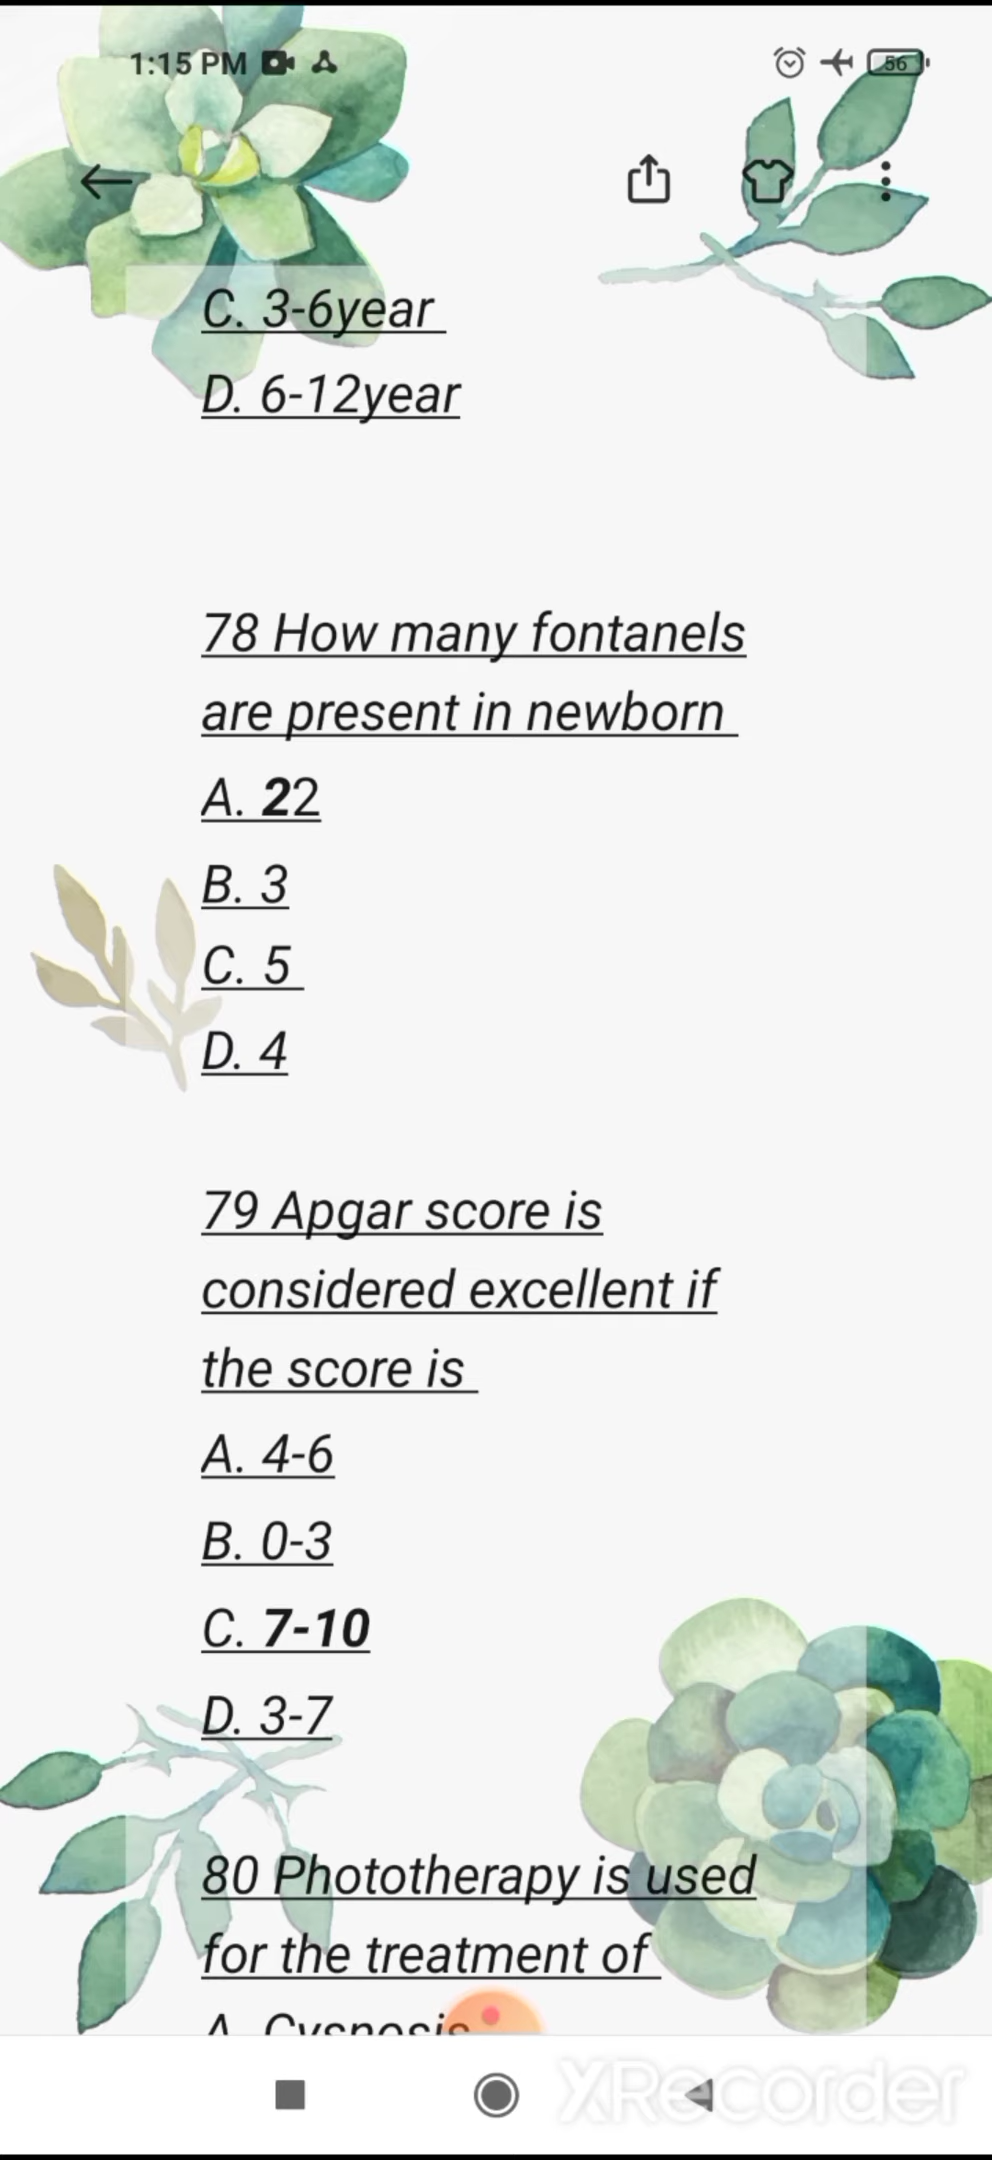 1:15 PM
56
C. 3-6year
D. 6-12year
78 How many fontanels
are present in newborn
A. 22
B. 3
C. 5
D. 4
79 Apgar score is
considered excellent if
the score is
A. 4-6
B. 0-3
C. 7-10
D. 3-7
80 Phototherapy is used
for the treatment of
A. Cysnosis
XRecorder